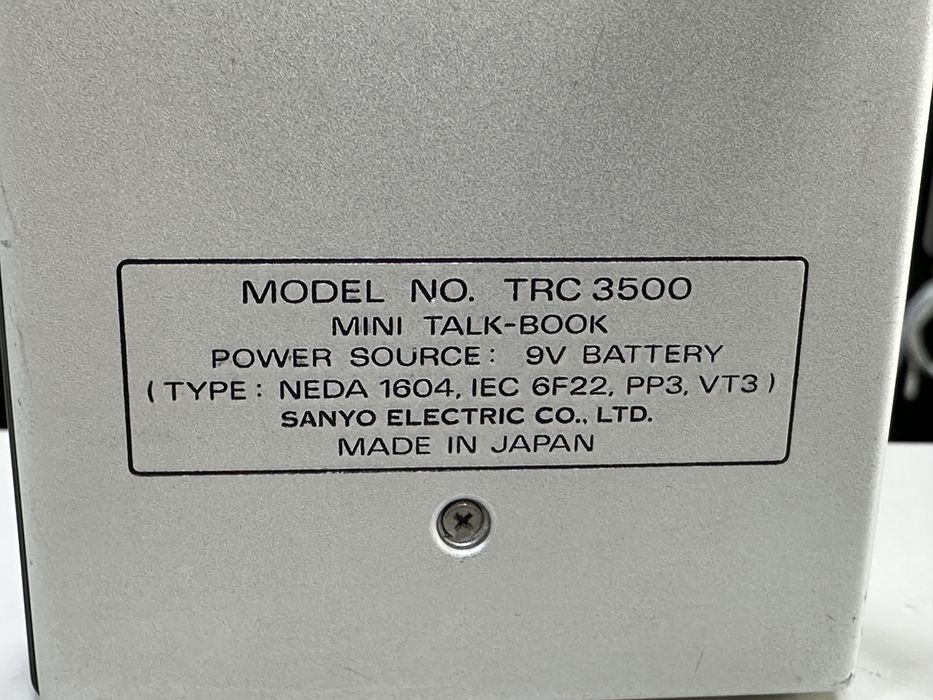 MODEL NO. TRC 3500
MINI TALK-BOOK
POWER SOURCE: 9V BATTERY
(TYPE: NEDA 1604, IEC 6F22, PP3, VT3)
SANYO ELECTRIC CO., LTD.
MADE IN JAPAN